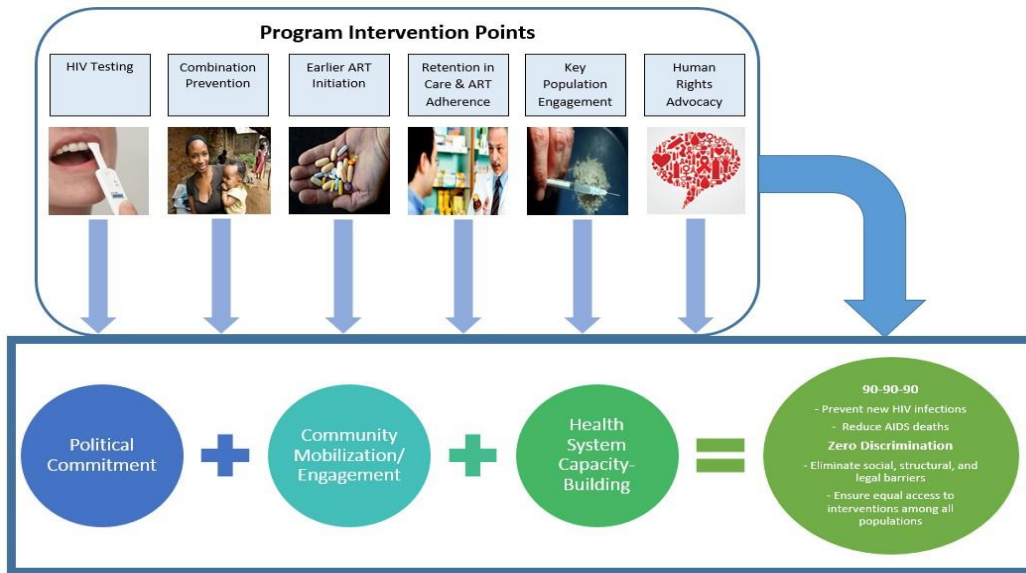 Program Intervention Points
HIV Testing
Combination
Prevention
Earlier ART
Initiation
Retention in
Care & ART
Adherence
Key
Population
Engagement
Human
Rights
Advocacy
Political
Commitment
Community
Mobilization/
Engagement
Health
System
Capacity-
Building
90-90-90
- Prevent new HIV infections
- Reduce AIDS deaths
Zero Discrimination
- Eliminate social, structural, and
legal barriers
- Ensure equal access to
interventions among all
populations